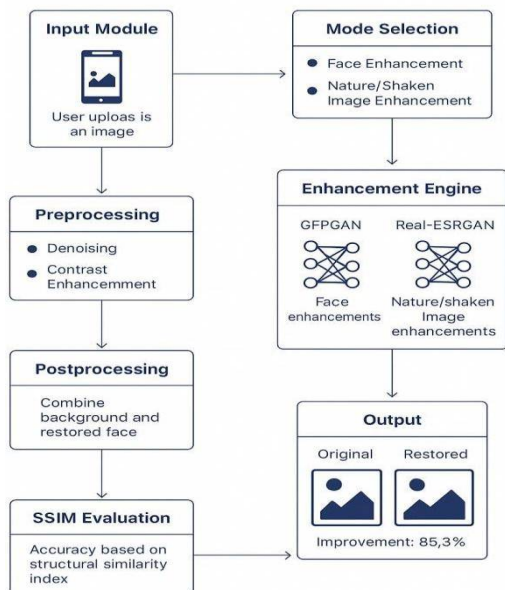 Input Module
User uploas is
an image
Mode Selection
Face Enhancement
Nature/Shaken
Image Enhancement
Preprocessing
Denoising
Contrast
Enhancemment
Enhancement Engine
GFPGAN
Real-ESRGAN
Face
enhancements
Nature/shaken
Image
enhancements
Postprocessing
Combine
background and
restored face
Output
Original
Restored
Improvement: 85,3%
SSIM Evaluation
Accuracy based on
structural similarity
index